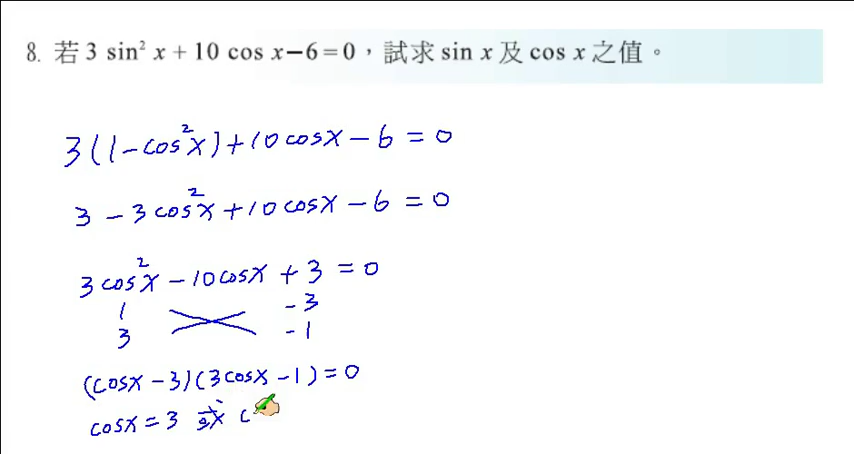 8. 若 3 sin² x + 10 cos x－6 = 0，試求 sin x 及 cos x 之值。
3(1-cos²x)+10cosx-6=0
3-3cos²x+10cosx-6=0
3cos²x-10cosx+3=0
1 -3
3 -1
(cosx-3)(3cosx-1)=0
cosx=3 或 c